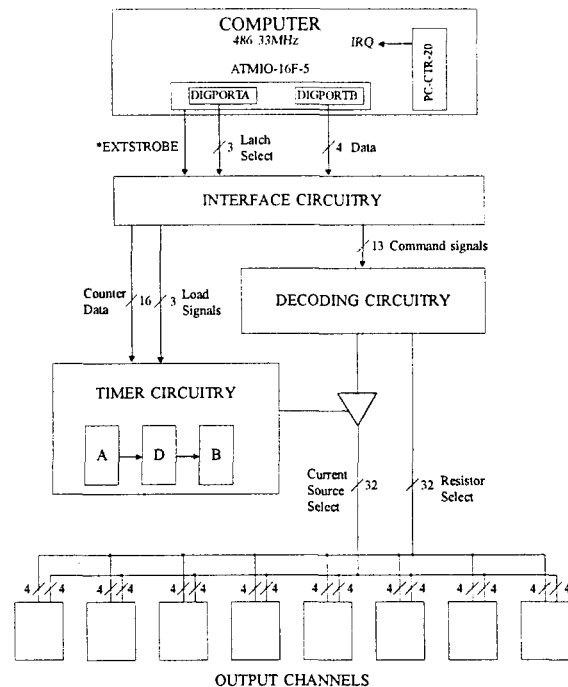 COMPUTER
486 33MHz
IRQ
PC-CTR-20
ATMIO-16F-5
DIGPORTA
DIGPORTB
*EXTSTROBE
3 Latch
Select
4 Data
INTERFACE CIRCUITRY
13 Command signals
Counter
Data
16
3 Load
Signals
DECODING CIRCUITRY
TIMER CIRCUITRY
A
D
B
Current
Source
Select
32
32 Resistor
Select
4 4 4 4 4 4 4 4 4 4 4 4 4 4 4 4
OUTPUT CHANNELS